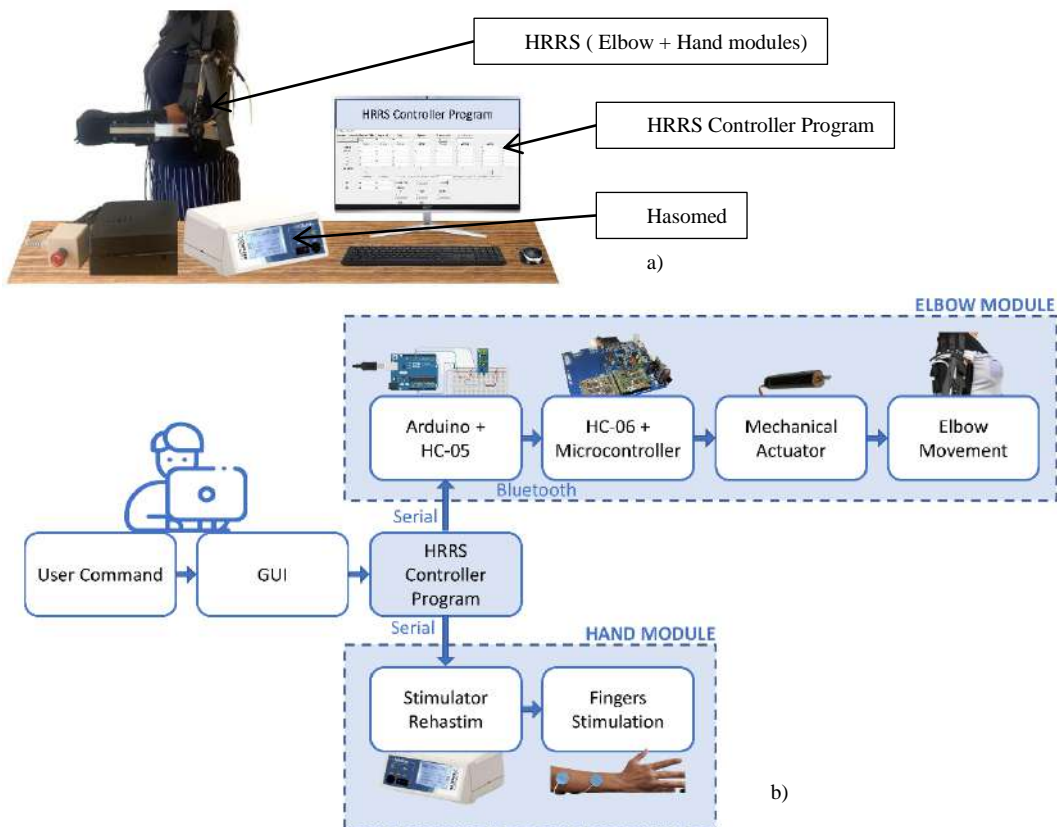 HRRS ( Elbow + Hand modules)
HRRS Controller Program
HRRS Controller Program
Hasomed
a)
ELBOW MODULE
Arduino +
HC-05
HC-06 +
Microcontroller
Mechanical
Actuator
Elbow
Movement
Bluetooth
Serial
User Command
GUI
HRRS
Controller
Program
Serial
HAND MODULE
Stimulator
Rehastim
Fingers
Stimulation
b)